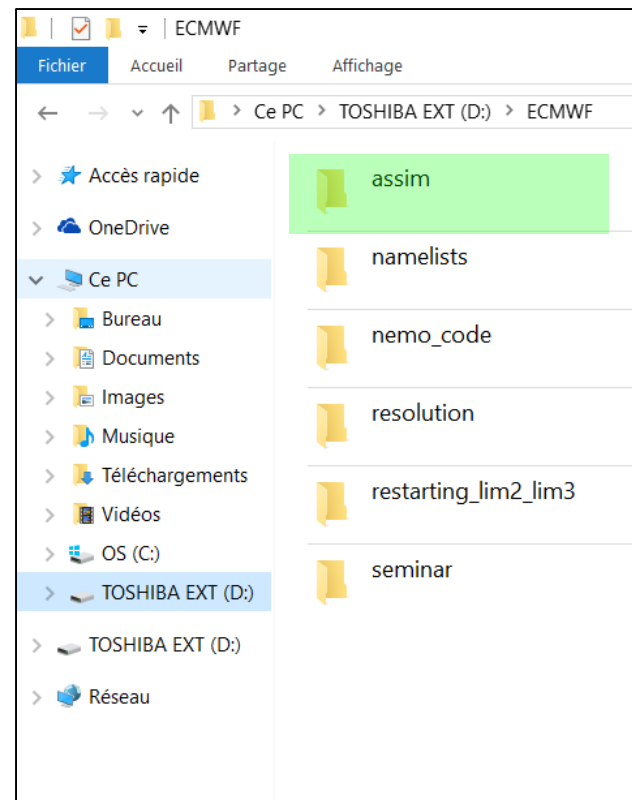 ECMWF
Fichier Accueil Partage Affichage
Ce PC > TOSHIBA EXT (D:) > ECMWF
Accès rapide
OneDrive
Ce PC
Bureau
Documents
Images
Musique
Téléchargements
Vidéos
OS (C:)
TOSHIBA EXT (D:)
TOSHIBA EXT (D:)
Réseau
assim
namelists
nemo_code
resolution
restarting_lim2_lim3
seminar